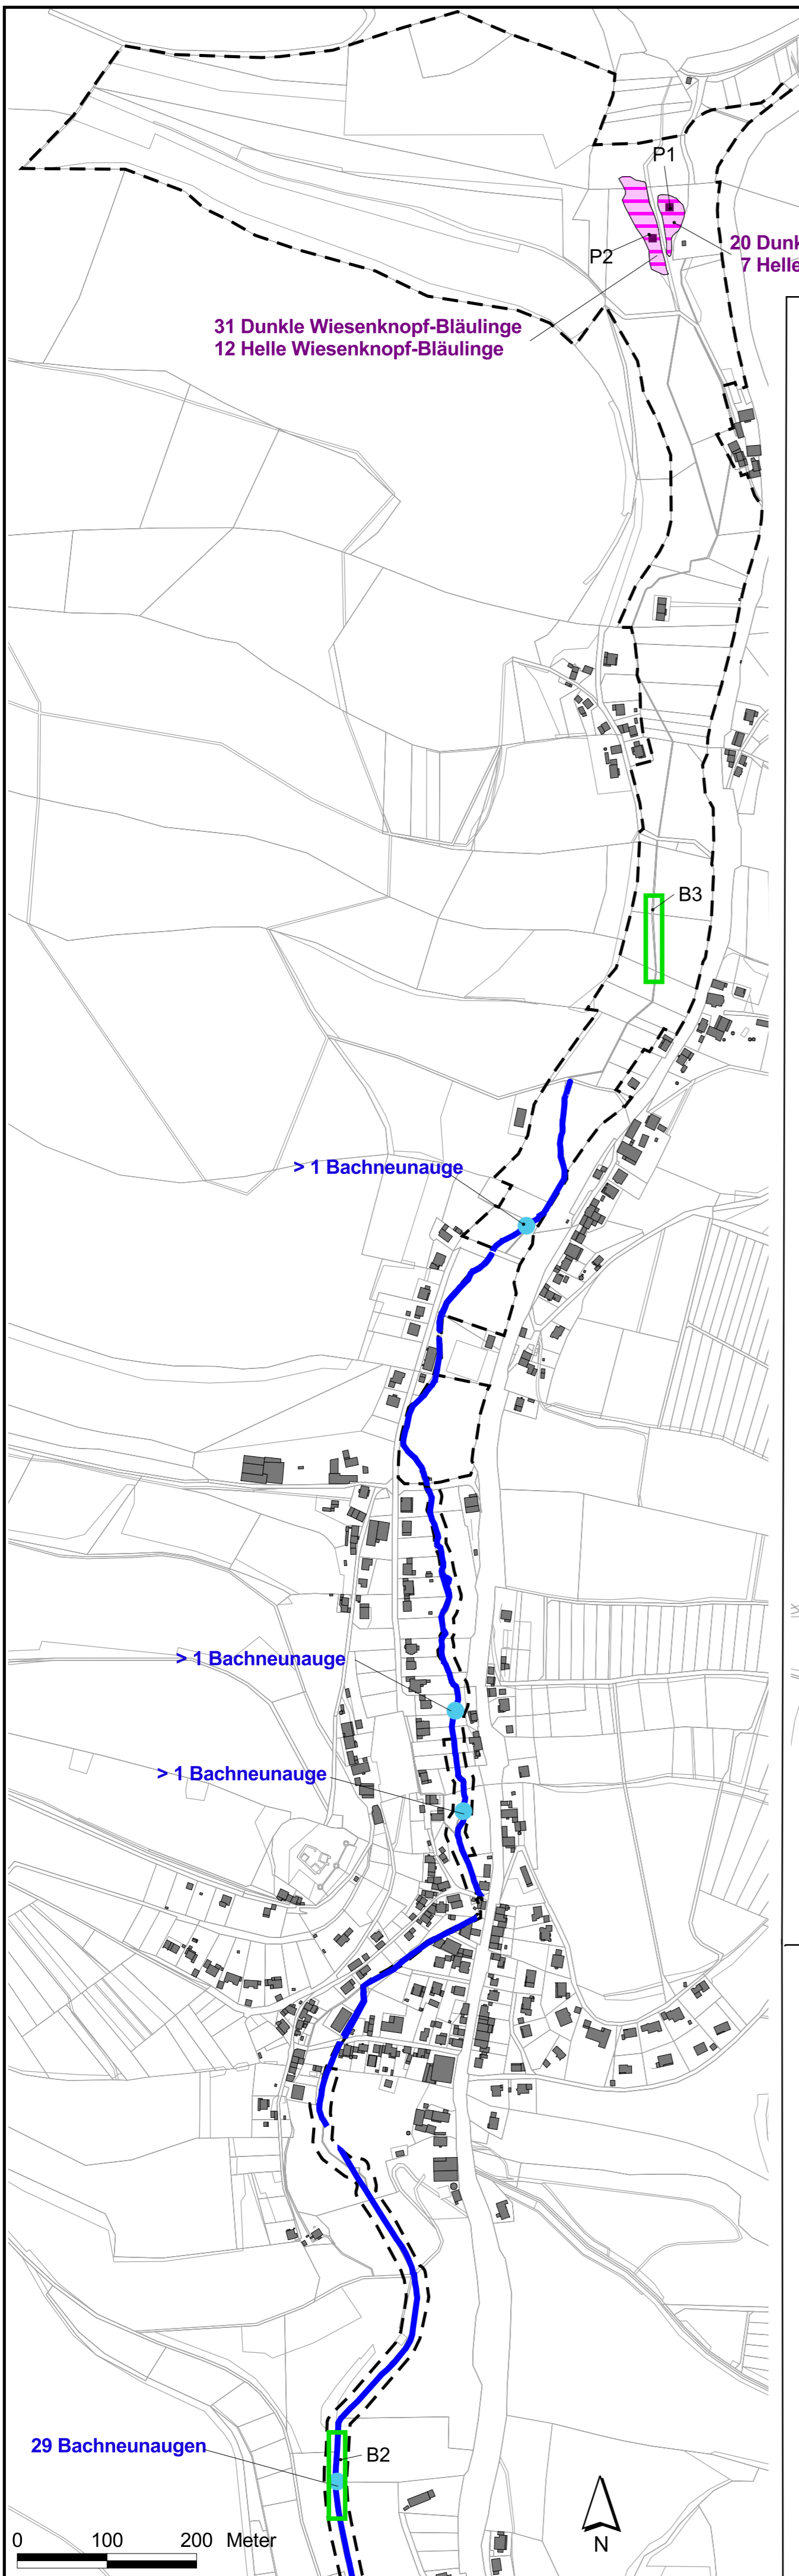 P1
P2
20 Dunk
7 Helle
31 Dunkle Wiesenknopf-Bläulinge
12 Helle Wiesenknopf-Bläulinge
B3
> 1 Bachneunauge
> 1 Bachneunauge
> 1 Bachneunauge
29 Bachneunaugen
B2
0 100 200 Meter
N